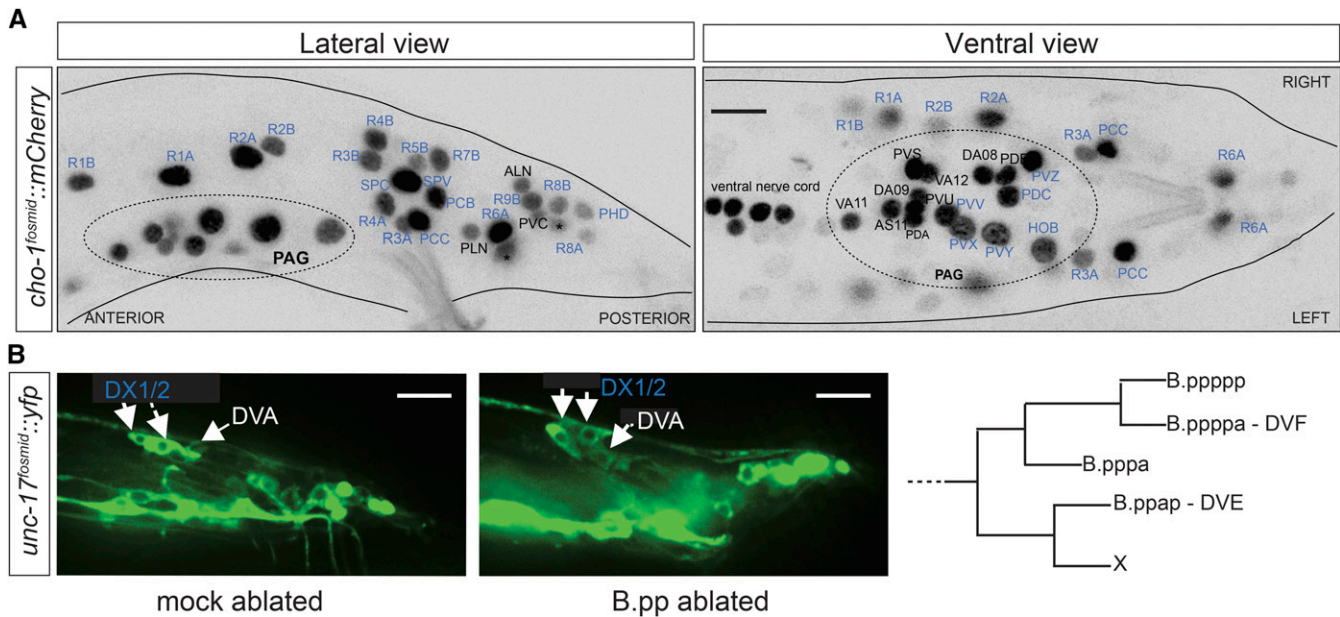 A
Lateral view
Ventral view
cho-1fosmid::mCherry
R4B
R2B
R2A
R3B
R5B
R7B
R1B
R1A
SPC
SPV
ALN
R8B
PCB
R9B
R6A
PHD
PVC
*
R4A
R3A
PCC
PLN
R8A
*
PAG
ANTERIOR
POSTERIOR
RIGHT
R1A
R2B
R2A
R1B
R3A
PCC
PVS
DA08
PDB
R6A
PVZ
VA12
ventral nerve cord
DA09
PVU
PDC
VA11
PVV
AS11
PDA
HOB
PVX
PVY
R6A
PAG
R3A
PCC
LEFT
B
unc-17fosmid::yfp
DX1/2
DVA
mock ablated
DX1/2
DVA
B.pp ablated
B.ppppp
B.ppppa - DVF
B.pppa
B.ppap - DVE
X